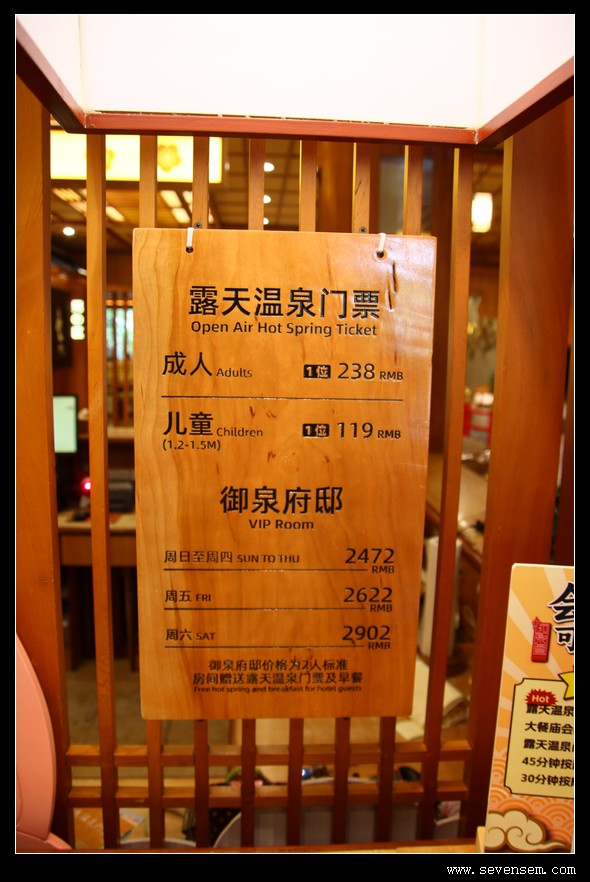 露天温泉门票
Open Air Hot Spring Ticket
成人 Adults 1位 238 RMB
儿童 Children 1位 119 RMB
(1.2-1.5M)
御泉府邸
VIP Room
周日至周四 SUN TO THU 2472 RMB
周五 FRI 2622 RMB
周六 SAT 2902 RMB
御泉府邸价格为2人标准
房间赠送露天温泉门票及早餐
Free hot spring and breakfast for hotel guests
Hot
露天温泉
大餐庙会
露天温泉
45分钟按
30分钟按
www.sevensem.com